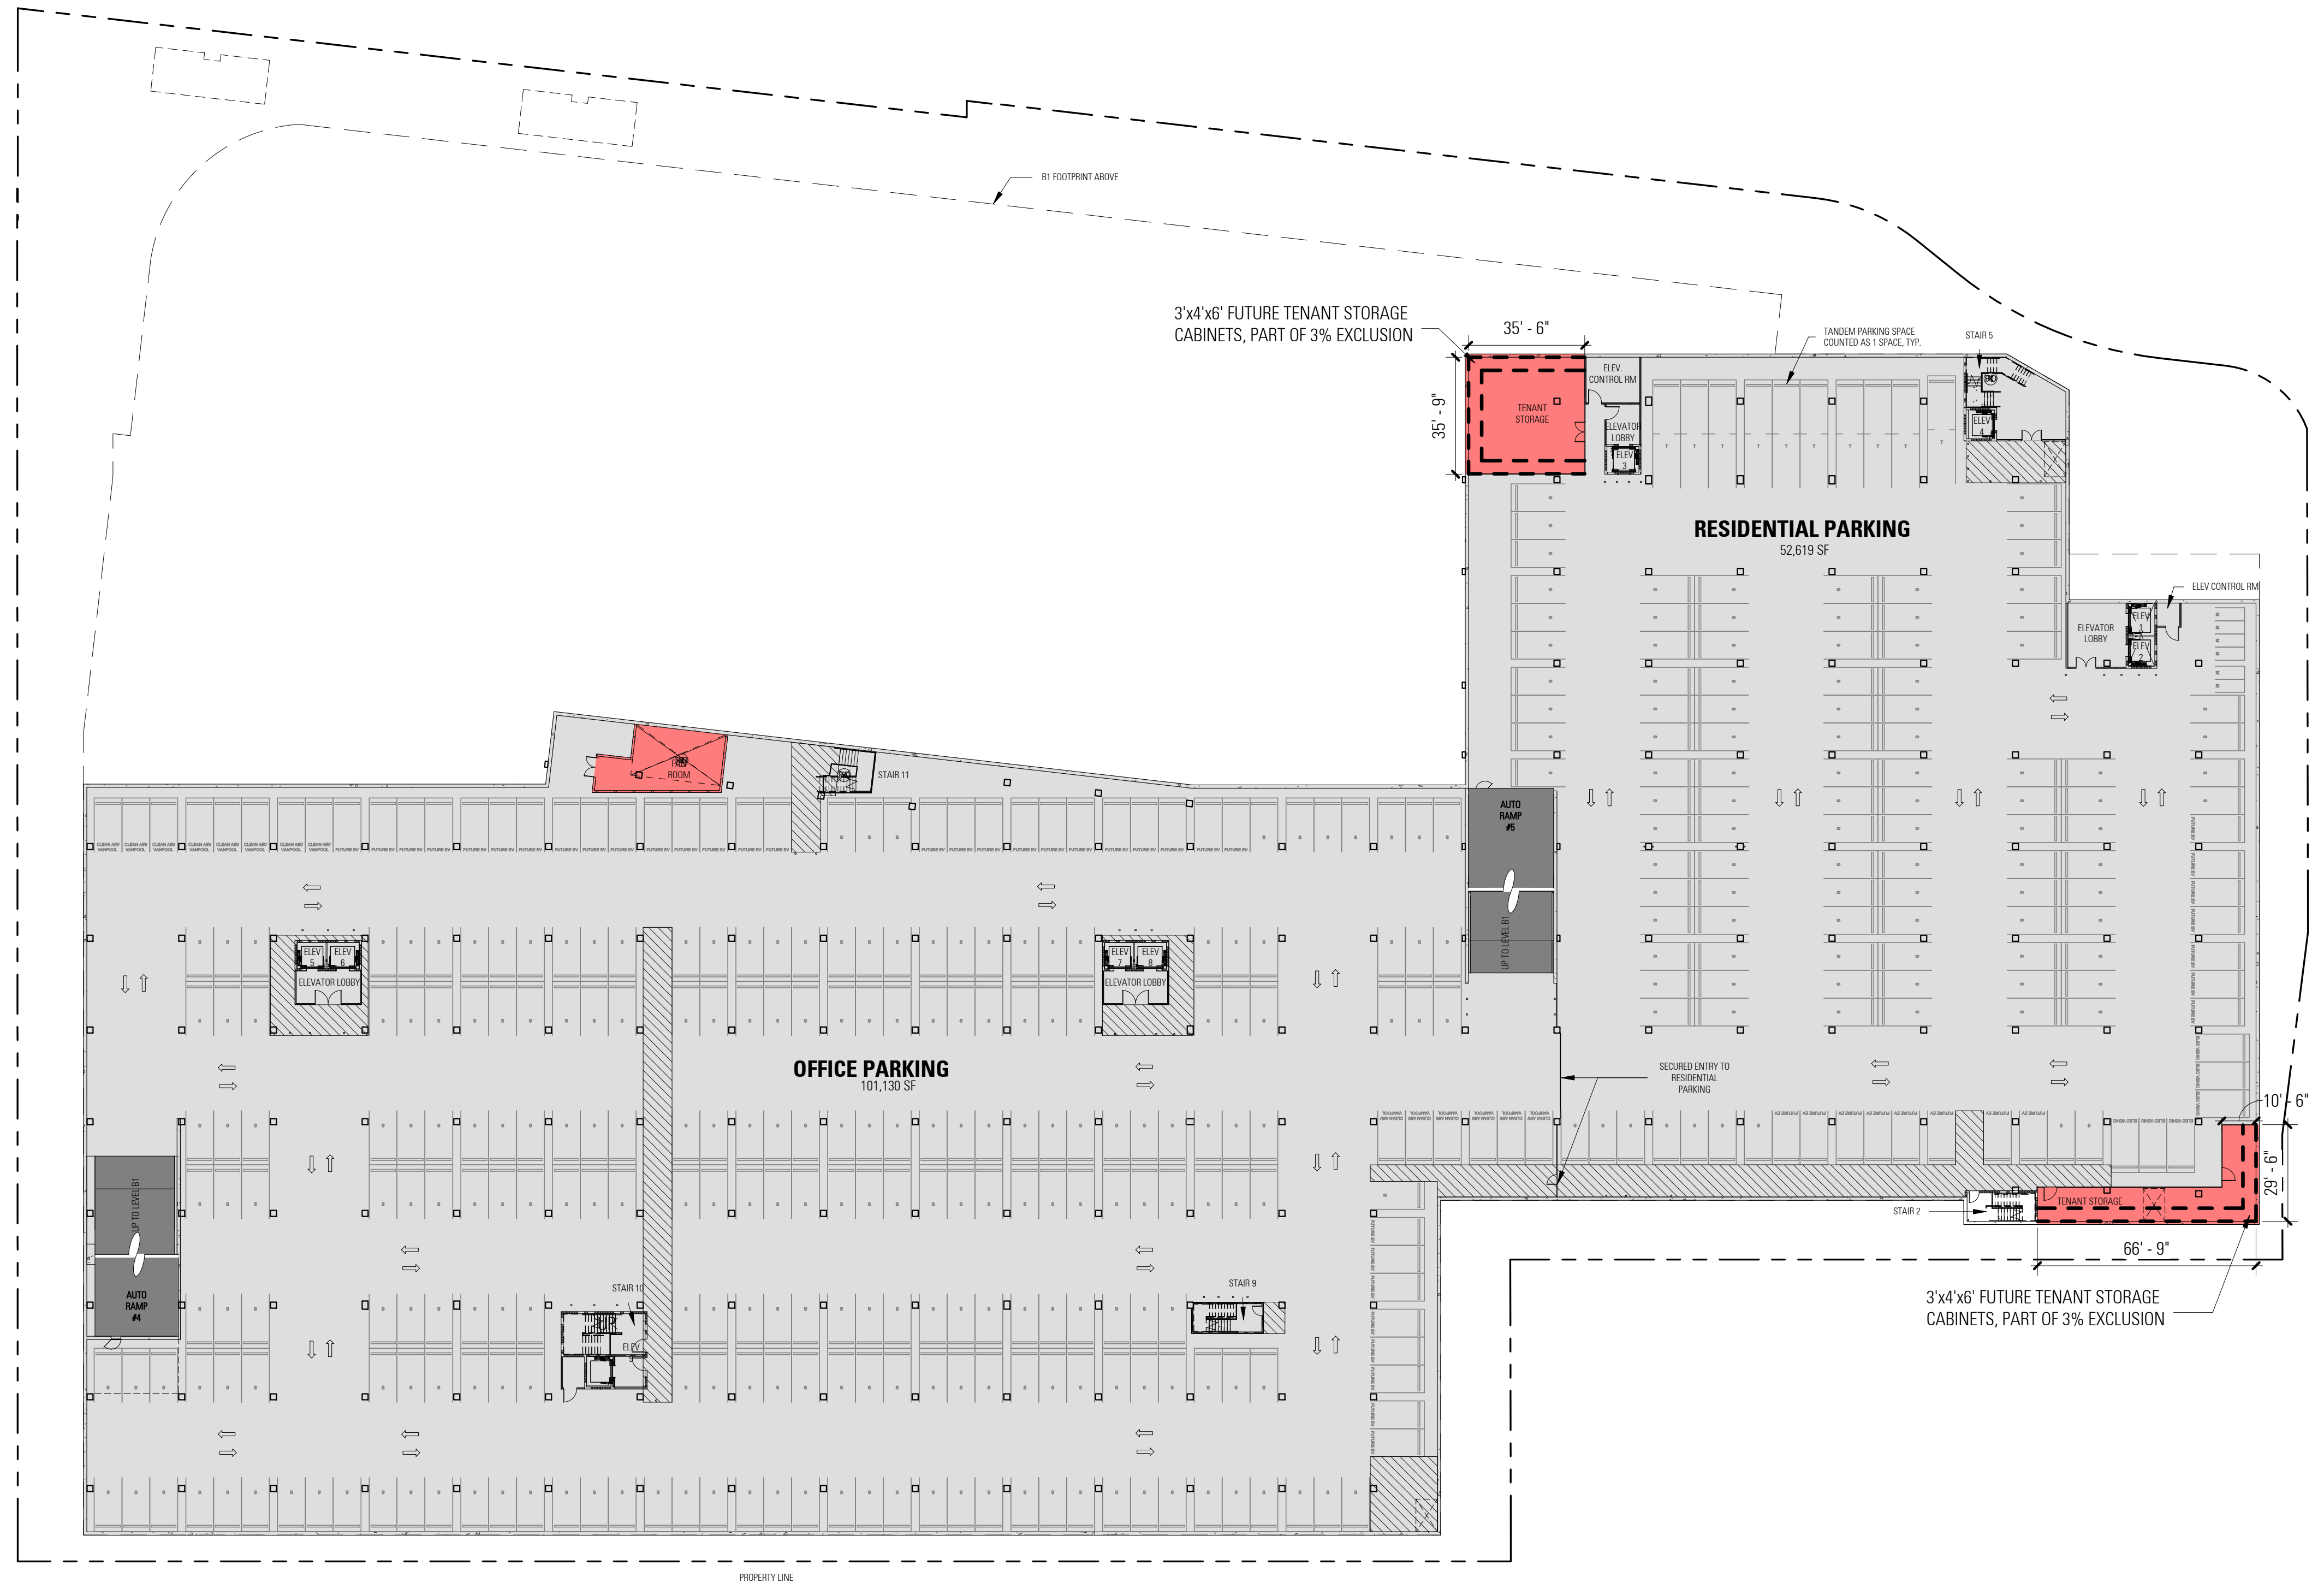 B1 FOOTPRINT ABOVE
3'x4'x6' FUTURE TENANT STORAGE
CABINETS, PART OF 3% EXCLUSION
35' - 6"
35' - 9"
TENANT
STORAGE
ELEV.
CONTROL RM
ELEVATOR
LOBBY
ELEV
3
TANDEM PARKING SPACE
COUNTED AS 1 SPACE, TYP.
STAIR 5
ELEV
4
RESIDENTIAL PARKING
52,619 SF
ELEV CONTROL RM
ELEVATOR
LOBBY
ELEV
1
ELEV
2
FAN
ROOM
STAIR 11
AUTO
RAMP
#5
UP TO LEVEL B1
CLEAN AIR/
VANPOOL
FUTURE EV
ELEV
5
ELEV
6
ELEVATOR LOBBY
ELEV
7
ELEV
8
ELEVATOR LOBBY
OFFICE PARKING
101,130 SF
SECURED ENTRY TO
RESIDENTIAL
PARKING
10' - 6"
29' - 6"
TENANT STORAGE
STAIR 2
66' - 9"
3'x4'x6' FUTURE TENANT STORAGE
CABINETS, PART OF 3% EXCLUSION
UP TO LEVEL B1
AUTO
RAMP
#4
STAIR 10
ELEV
STAIR 9
PROPERTY LINE